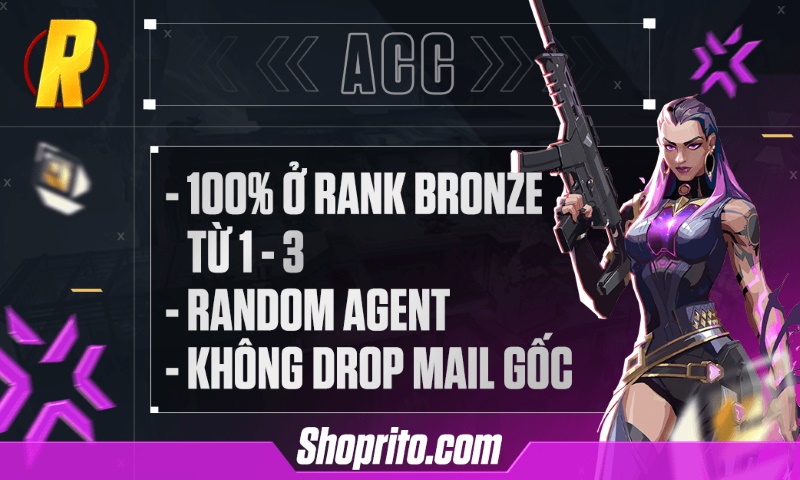 R
ACC
- 100% Ở RANK BRONZE
TỪ 1 - 3
- RANDOM AGENT
- KHÔNG DROP MAIL GỐC
Shoprito.com